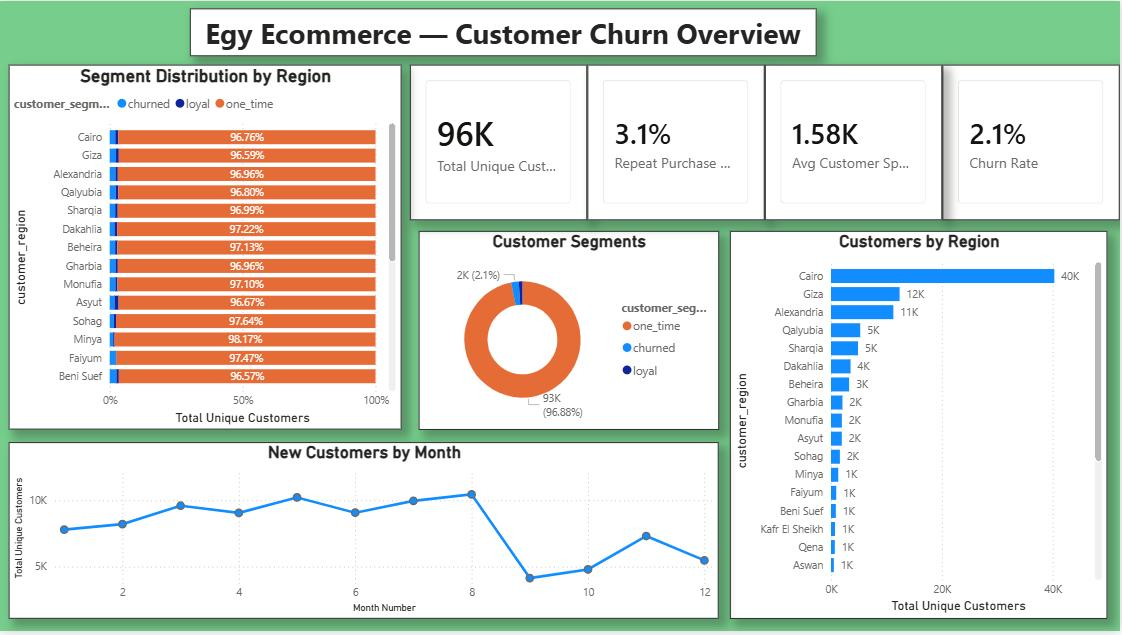 Egy Ecommerce — Customer Churn Overview
Segment Distribution by Region
customer_segm... churned loyal one_time
customer_region
Cairo 96.76%
Giza 96.59%
Alexandria 96.96%
Qalyubia 96.80%
Sharqia 96.99%
Dakahlia 97.22%
Beheira 97.13%
Gharbia 96.96%
Monufia 97.10%
Asyut 96.67%
Sohag 97.64%
Minya 98.17%
Faiyum 97.47%
Beni Suef 96.57%
0% 50% 100%
Total Unique Customers
96K
Total Unique Cust...
3.1%
Repeat Purchase ...
1.58K
Avg Customer Sp...
2.1%
Churn Rate
Customer Segments
2K (2.1%)
93K
(96.88%)
customer_seg...
one_time
churned
loyal
Customers by Region
customer_region
Cairo 40K
Giza 12K
Alexandria 11K
Qalyubia 5K
Sharqia 5K
Dakahlia 4K
Beheira 3K
Gharbia 2K
Monufia 2K
Asyut 2K
Sohag 2K
Minya 1K
Faiyum 1K
Beni Suef 1K
Kafr El Sheikh 1K
Qena 1K
Aswan 1K
0K 20K 40K
Total Unique Customers
New Customers by Month
Total Unique Customers
10K
5K
2 4 6 8 10 12
Month Number